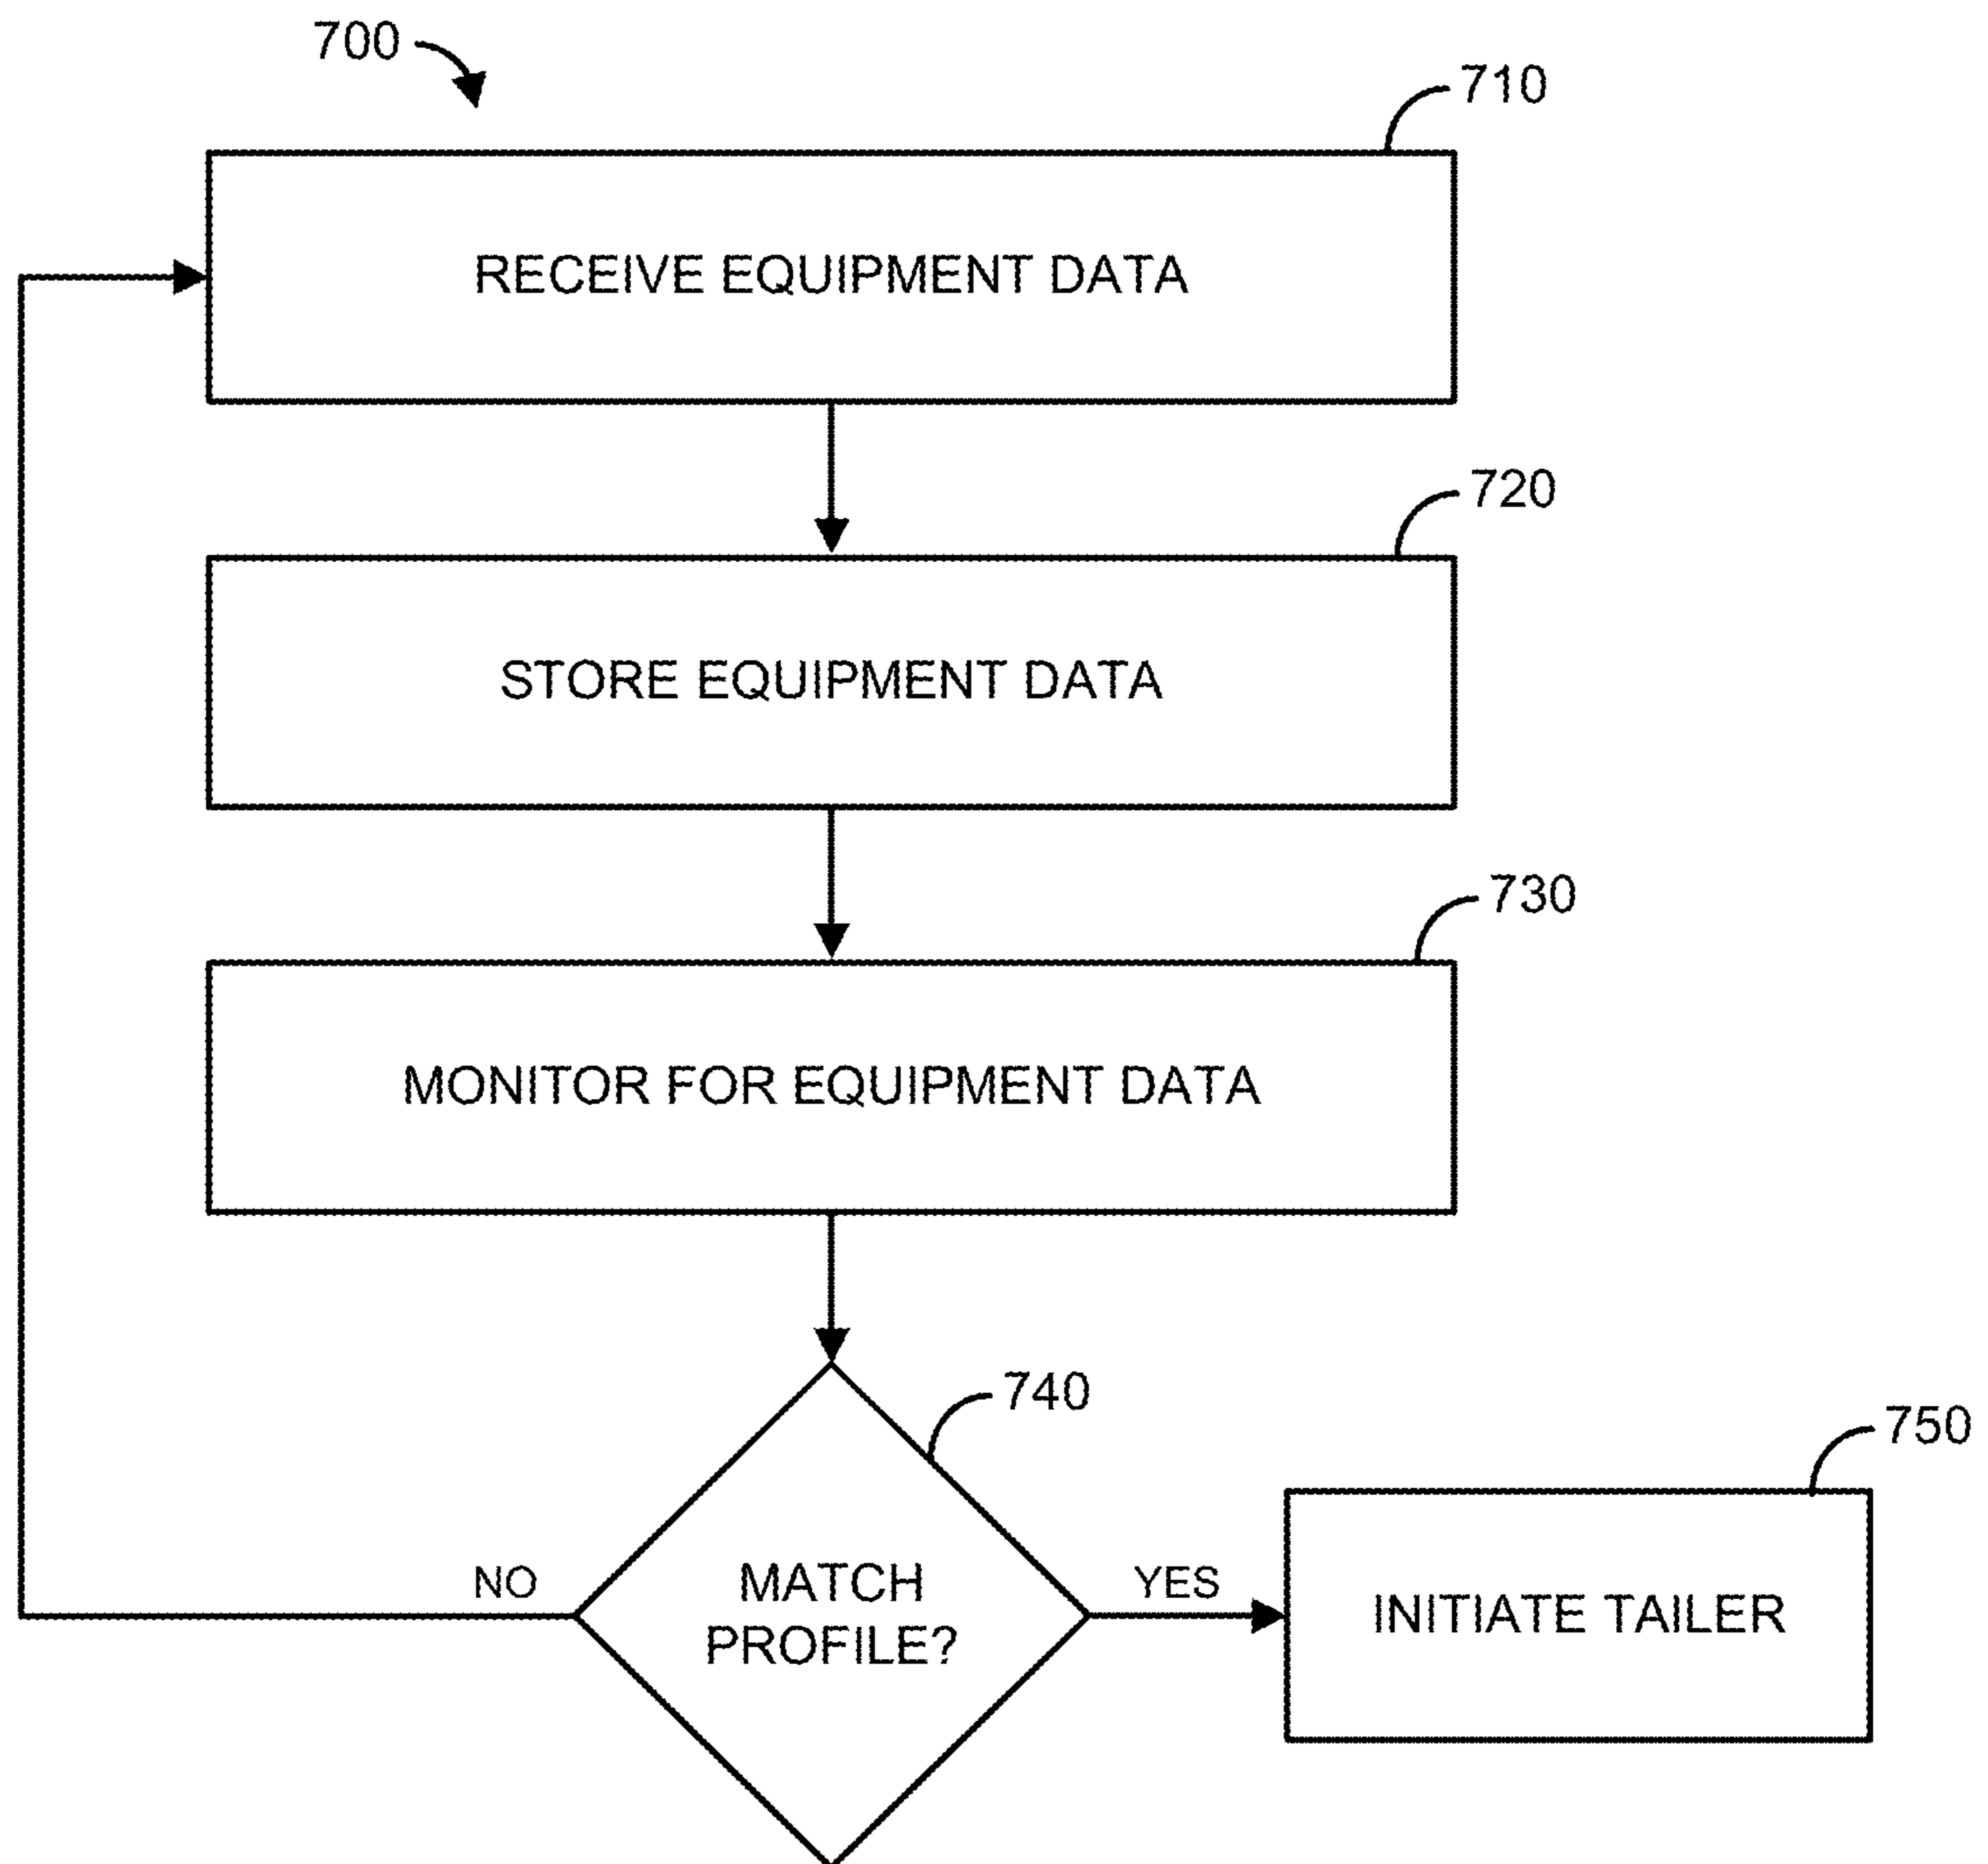 700
710
RECEIVE EQUIPMENT DATA
720
STORE EQUIPMENT DATA
730
MONITOR FOR EQUIPMENT DATA
740
750
NO
MATCH
PROFILE?
YES
INITIATE TAILER